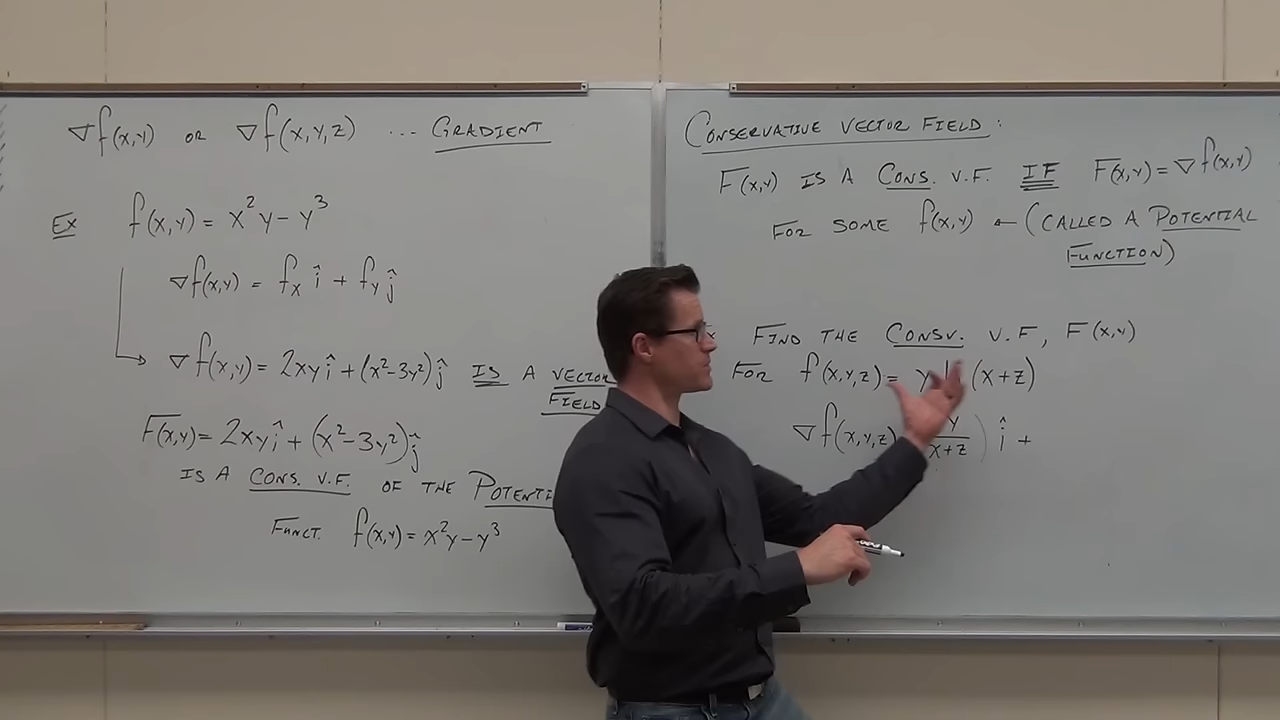 ∇f(x,y) OR ∇f(x,y,z) ... GRADIENT
EX f(x,y) = x²y - y³
∇f(x,y) = fₓ î + fᵧ ĵ
∇f(x,y) = 2xy î + (x²-3y²) ĵ IS A VECTOR
FIELD
F(x,y) = 2xy î + (x²-3y²) ĵ
IS A CONS. V.F. OF THE
FUNCT. f(x,y) = x²y - y³
CONSERVATIVE VECTOR FIELD:
F(x,y) IS A CONS. V.F. IF F(x,y) = ∇f(x,y)
FOR SOME f(x,y) ← (CALLED A POTENTIAL
FUNCTION)
FIND THE CONSV. V.F, F(x,y)
FOR f(x,y,z) = y (x+z)
∇f(x,y,z) y/(x+z) ) î +